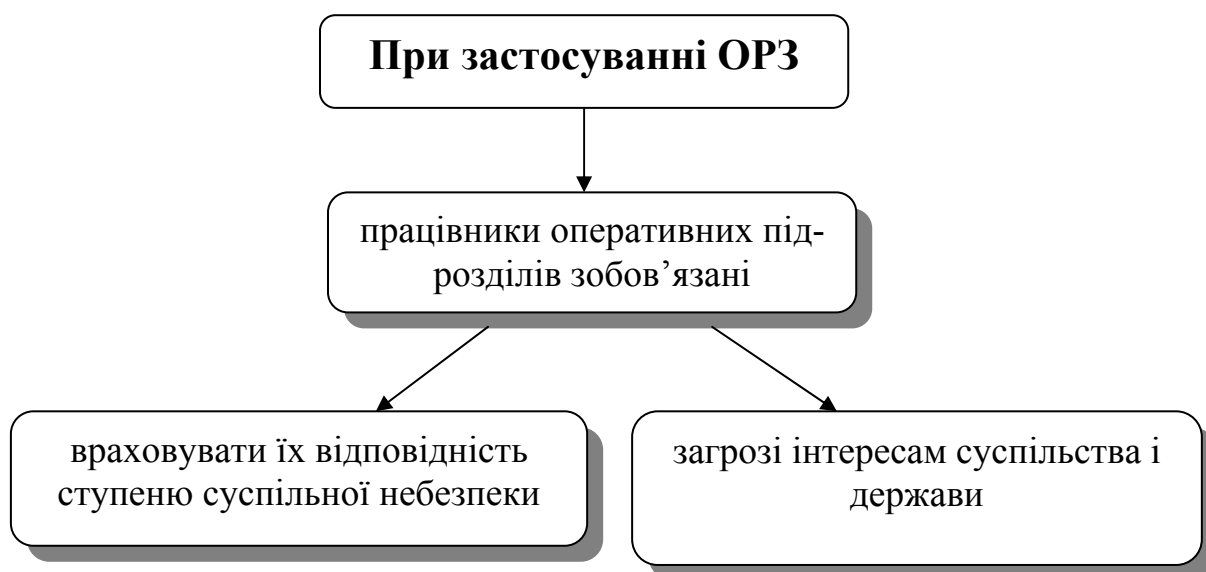 При застосуванні ОРЗ
працівники оперативних під-
розділів зобов’язані
враховувати їх відповідність
ступеню суспільної небезпеки
загрозі інтересам суспільства і
держави